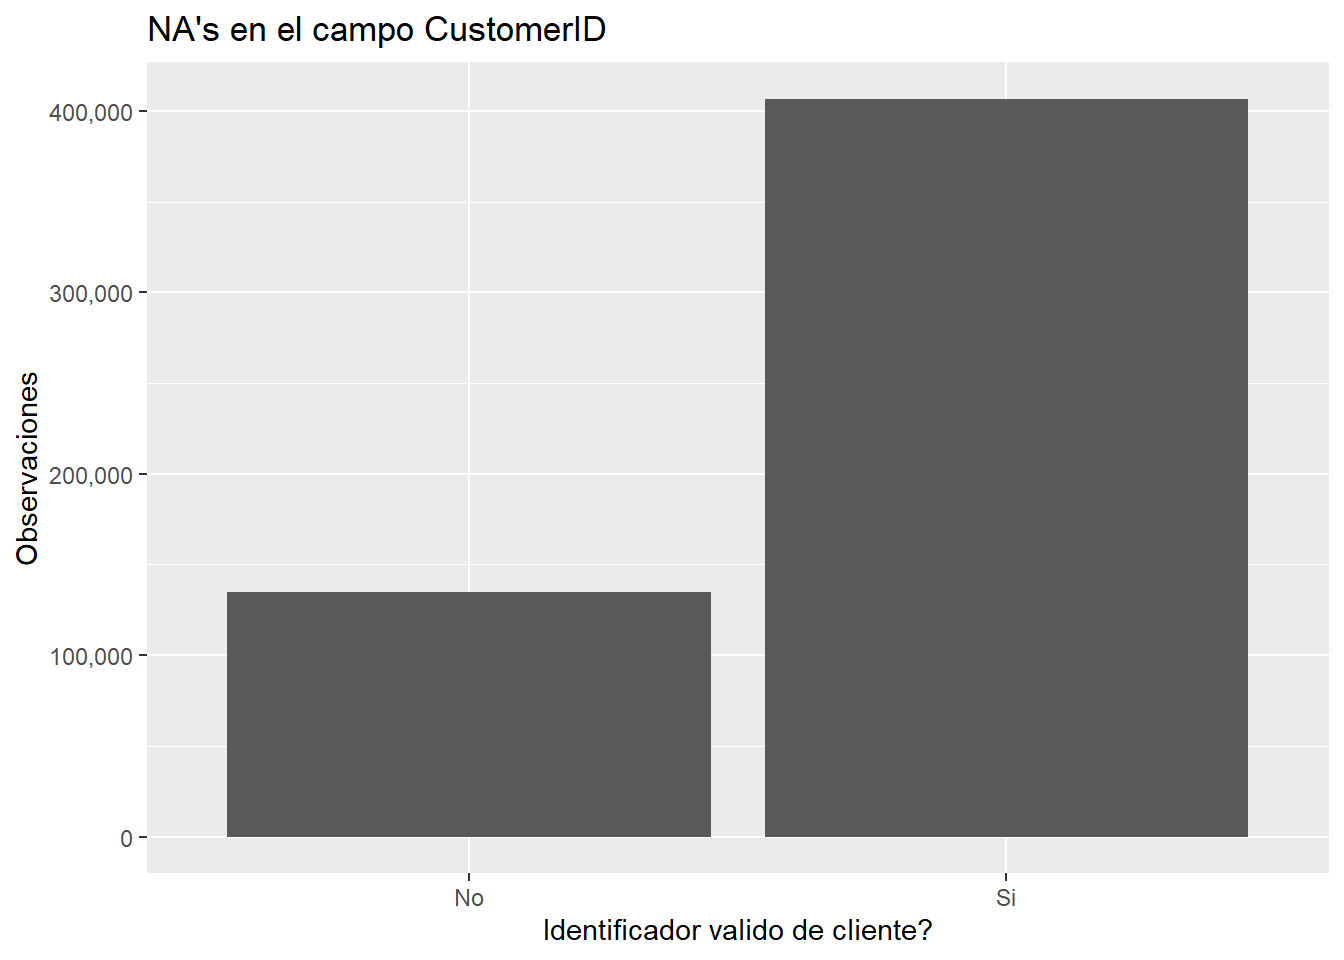 NA's en el campo CustomerID
Observaciones
400,000
300,000
200,000
100,000
0
No
Si
Identificador valido de cliente?